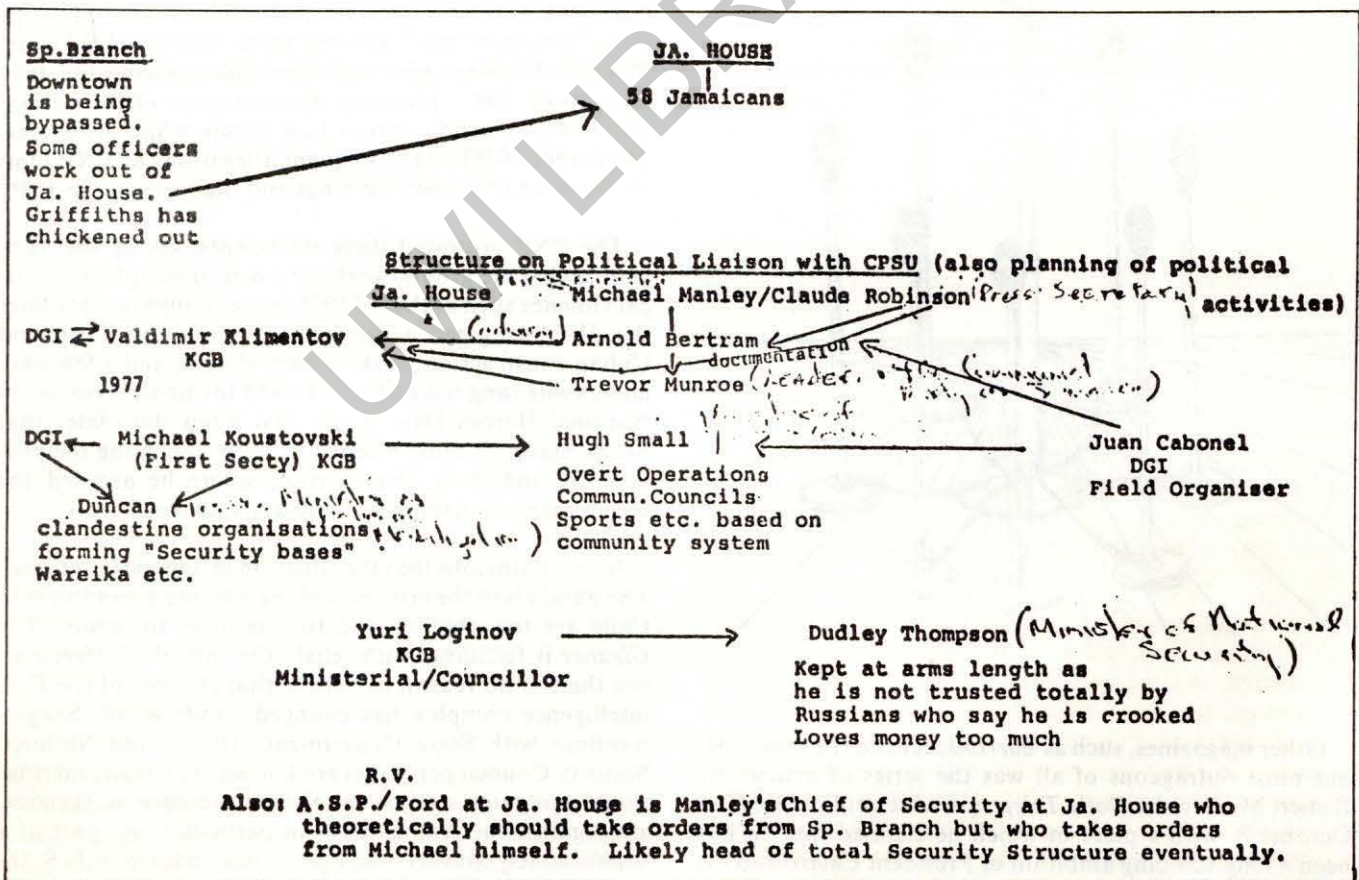 Sp.Branch
Downtown
is being
bypassed.
Some officers
work out of
Ja. House.
Griffiths has
chickened out
JA. HOUSE
58 Jamaicans
Structure on Political Liaison with CPSU (also planning of political
activities)
Ja. House Michael Manley/Claude Robinson (Press Secretary)
DGI ⇄ Valdimir Klimentov Arnold Bertram
KGB documentation
1977 Trevor Munroe (LEADER,
DGI ← Michael Koustovski → Hugh Small
(First Secty) KGB
Overt Operations
Commun.Councils
Sports etc. based on
community system
Juan Cabonel
DGI
Field Organiser
Duncan
clandestine organisations
forming "Security bases"
Wareika etc.
Yuri Loginov → Dudley Thompson (Minister of National
Security)
KGB
Ministerial/Councillor
Kept at arms length as
he is not trusted totally by
Russians who say he is crooked
Loves money too much
R.V.
Also: A.S.P./Ford at Ja. House is Manley'sChief of Security at Ja House who
theoretically should take orders from Sp. Branch but who takes orders
from Michael himself. Likely head of total Security Structure eventually.
UWI LIBRA